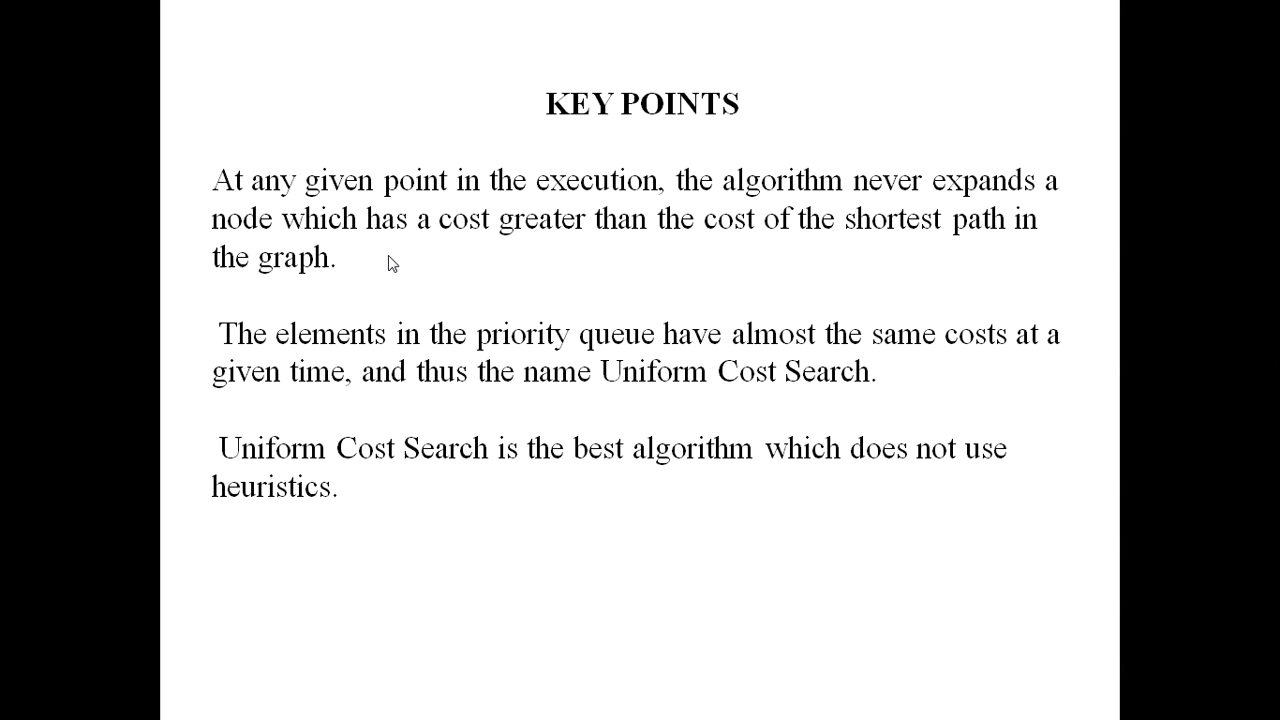 KEY POINTS
At any given point in the execution, the algorithm never expands a
node which has a cost greater than the cost of the shortest path in
the graph.
The elements in the priority queue have almost the same costs at a
given time, and thus the name Uniform Cost Search.
Uniform Cost Search is the best algorithm which does not use
heuristics.